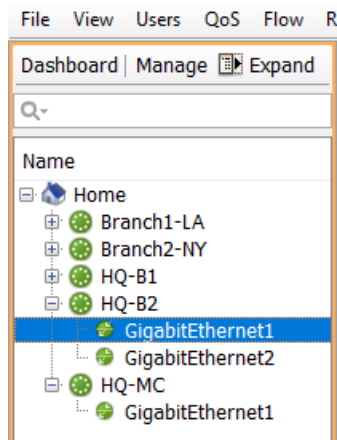 File View Users QoS Flow
Dashboard | Manage Expand
Name
Home
Branch1-LA
Branch2-NY
HQ-B1
HQ-B2
GigabitEthernet1
GigabitEthernet2
HQ-MC
GigabitEthernet1